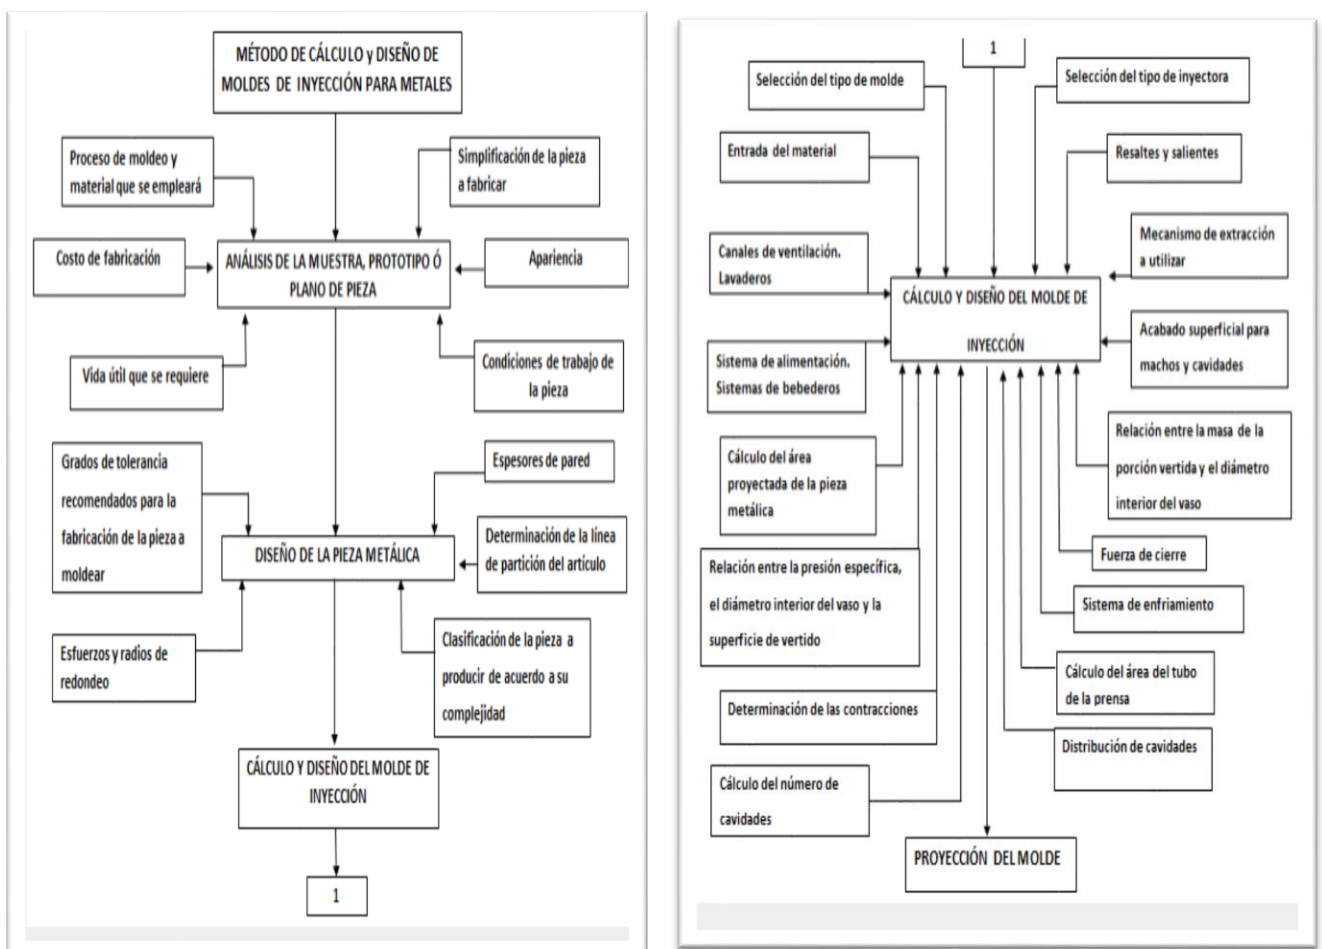 MÉTODO DE CÁLCULO y DISEÑO DE
MOLDES DE INYECCIÓN PARA METALES
Proceso de moldeo y
material que se empleará
Simplificación de la pieza
a fabricar
Costo de fabricación
ANÁLISIS DE LA MUESTRA, PROTOTIPO Ó
PLANO DE PIEZA
Apariencia
Vida útil que se requiere
Condiciones de trabajo de
la pieza
Grados de tolerancia
recomendados para la
fabricación de la pieza a
moldear
Espesores de pared
DISEÑO DE LA PIEZA METÁLICA
Determinación de la línea
de partición del artículo
Esfuerzos y radios de
redondeo
Clasificación de la pieza a
producir de acuerdo a su
complejidad
CÁLCULO Y DISEÑO DEL MOLDE DE
INYECCIÓN
1
1
Selección del tipo de molde
Selección del tipo de inyectora
Entrada del material
Resaltes y salientes
Canales de ventilación.
Lavaderos
Mecanismo de extracción
a utilizar
CÁLCULO Y DISEÑO DEL MOLDE DE
INYECCIÓN
Sistema de alimentación.
Sistemas de bebederos
Acabado superficial para
machos y cavidades
Cálculo del área
proyectada de la pieza
metálica
Relación entre la masa de la
porción vertida y el diámetro
interior del vaso
Relación entre la presión específica,
el diámetro interior del vaso y la
superficie de vertido
Fuerza de cierre
Sistema de enfriamiento
Determinación de las contracciones
Cálculo del área del tubo
de la prensa
Distribución de cavidades
Cálculo del número de
cavidades
PROYECCIÓN DEL MOLDE